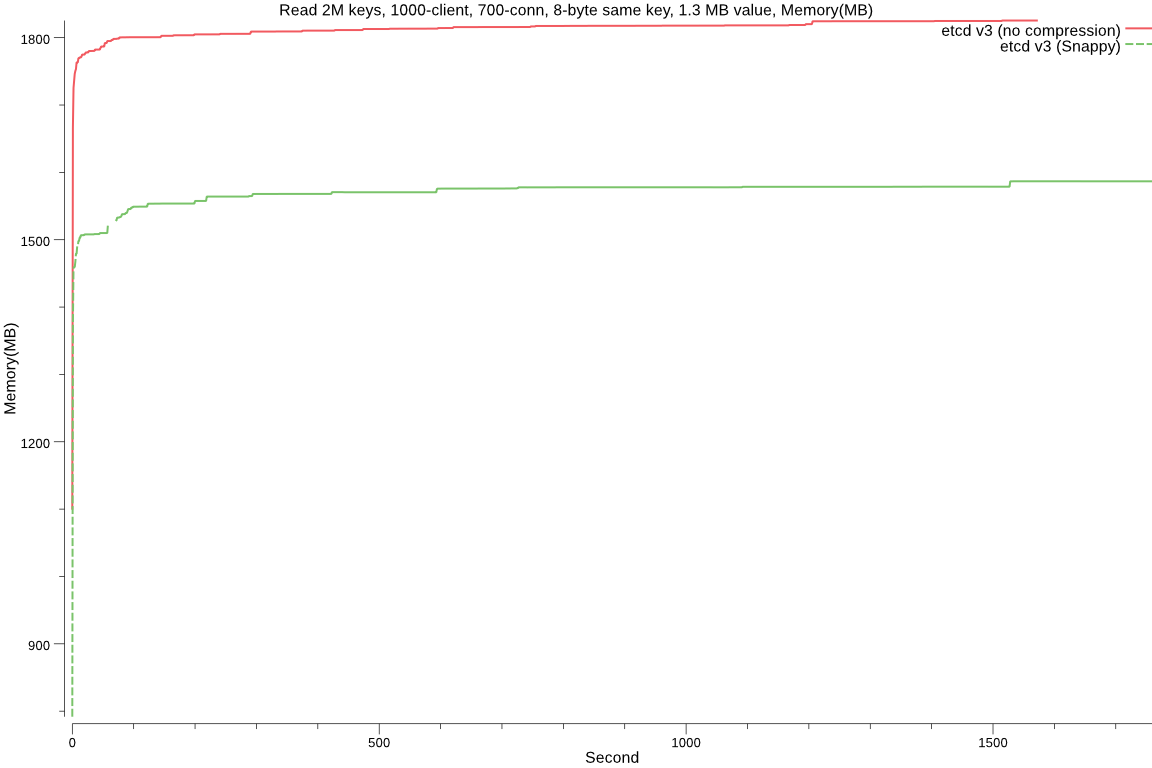 Read 2M keys, 1000-client, 700-conn, 8-byte same key, 1.3 MB value, Memory(MB)
etcd v3 (no compression)
etcd v3 (Snappy)
Memory(MB)
1800
1500
1200
900
0 500 1000 1500
Second